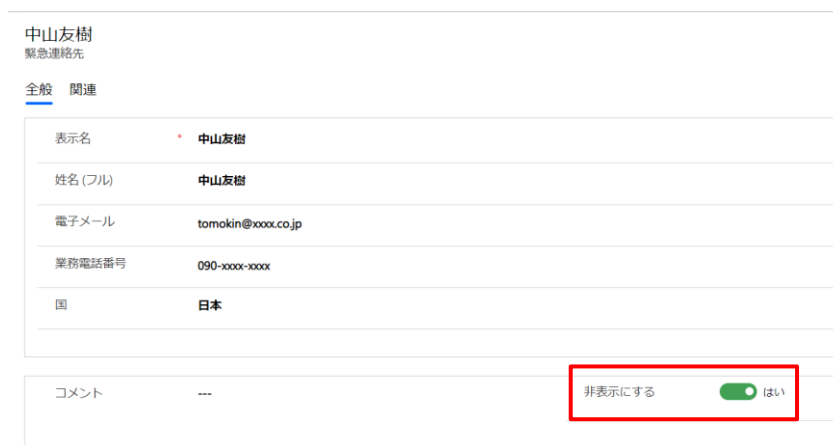 中山友樹
緊急連絡先
全般 関連
表示名 * 中山友樹
姓名 (フル) 中山友樹
電子メール tomokin@xxxx.co.jp
業務電話番号 090-xxxx-xxxx
国 日本
コメント --- 非表示にする はい